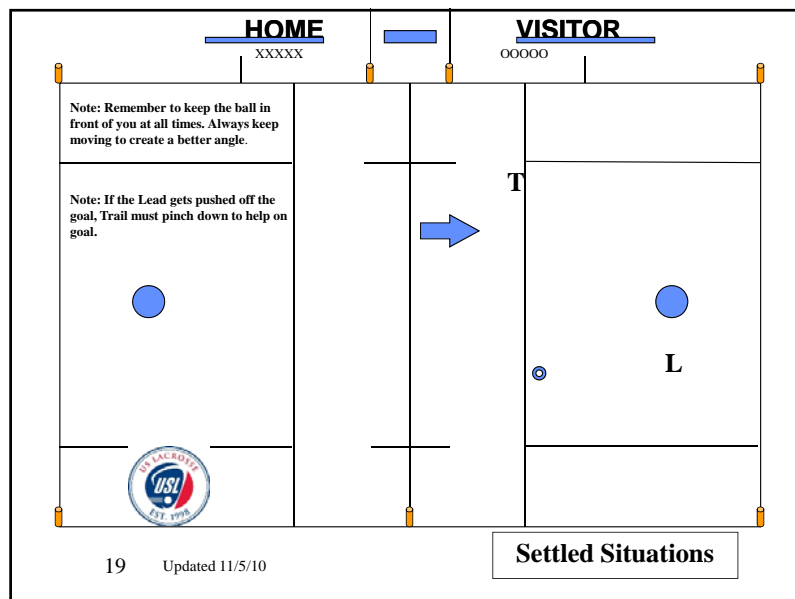 HOME
VISITOR
XXXXX
OOOOO
Note: Remember to keep the ball in
front of you at all times. Always keep
moving to create a better angle.
T
Note: If the Lead gets pushed off the
goal, Trail must pinch down to help on
goal.
L
US LACROSSE
USL
EST. 1998
Settled Situations
19
Updated 11/5/10